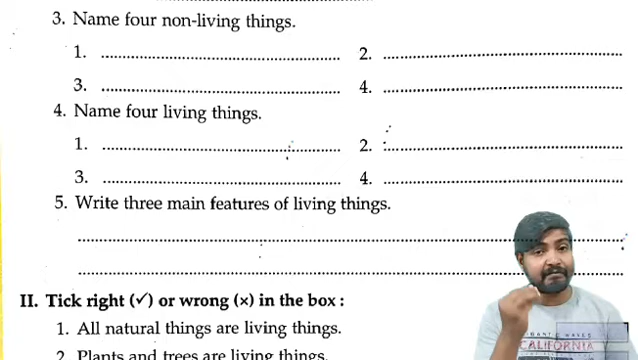 3. Name four non-living things.
1. ........................................ 2. ........................................
3. ........................................ 4. ........................................
4. Name four living things.
1. ........................................ 2. ........................................
3. ........................................ 4. ........................................
5. Write three main features of living things.
II. Tick right (✓) or wrong (×) in the box :
1. All natural things are living things.
2. Plants and trees are living things.
CALIFORNIA